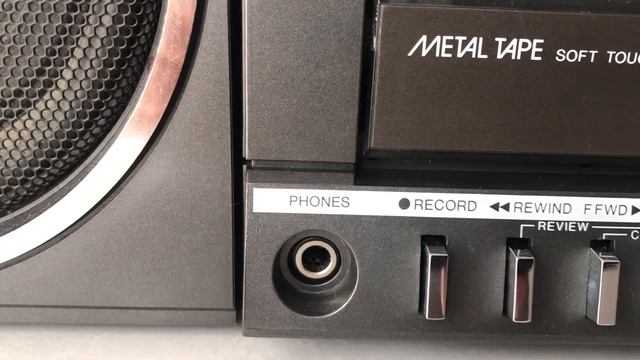 METAL TAPE SOFT
PHONES ●RECORD ◀◀REWIND FFWD▶
REVIEW